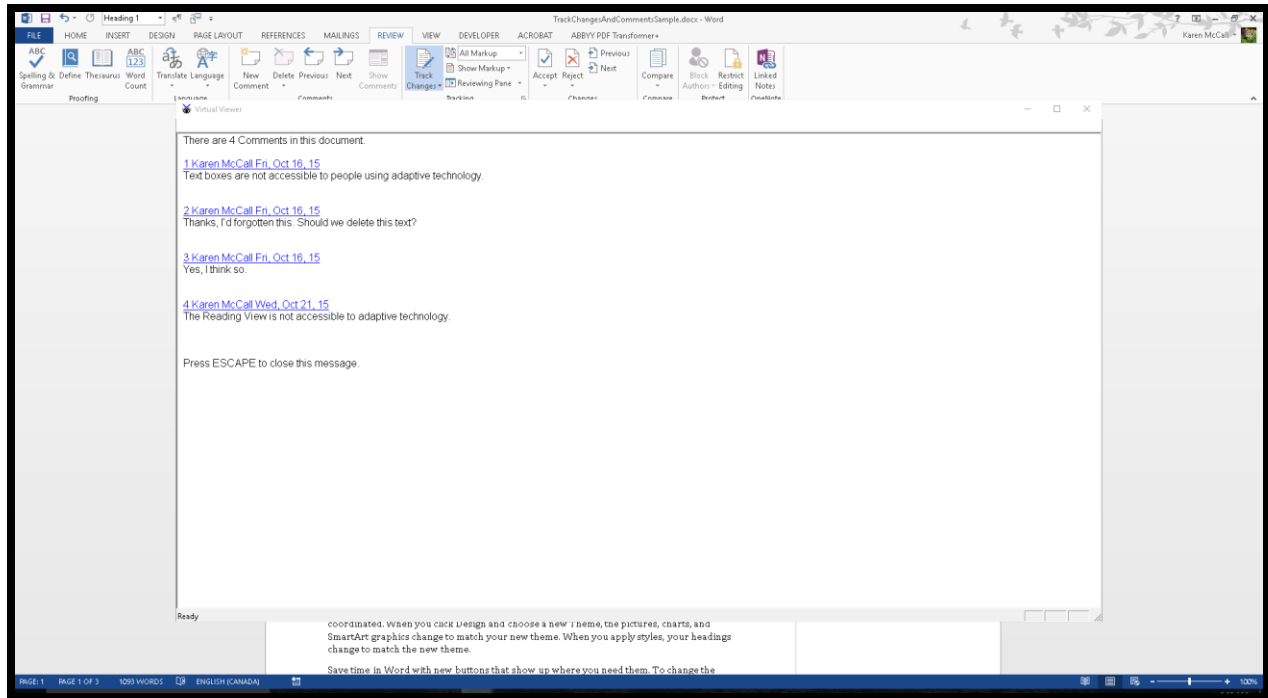 Heading 1
TrackChangesAndCommentsSample.docx - Word
FILE HOME INSERT DESIGN PAGE LAYOUT REFERENCES MAILINGS REVIEW VIEW DEVELOPER ACROBAT ABBYY PDF Transformer+ Karen McCall
ABC ABC 123 All Markup Previous
Spelling & Grammar Define Thesaurus Word Count Translate Language New Comment Delete Previous Next Show Comments Track Changes Show Markup Reviewing Pane Accept Reject Next Compare Block Authors Restrict Editing Linked Notes
Proofing Language Comments Tracking Changes Compare Protect OneNote
Virtual Viewer
There are 4 Comments in this document.
1 Karen McCall Fri, Oct 16, 15
Text boxes are not accessible to people using adaptive technology.
2 Karen McCall Fri, Oct 16, 15
Thanks, I'd forgotten this. Should we delete this text?
3 Karen McCall Fri, Oct 16, 15
Yes, I think so.
4 Karen McCall Wed, Oct 21, 15
The Reading View is not accessible to adaptive technology.
Press ESCAPE to close this message.
Ready
coordinated. When you click Design and choose a new Theme, the pictures, charts, and
SmartArt graphics change to match your new theme. When you apply styles, your headings
change to match the new theme.
Save time in Word with new buttons that show up where you need them. To change the
PAGE: 1 PAGE 1 OF 3 1093 WORDS ENGLISH (CANADA) 100%